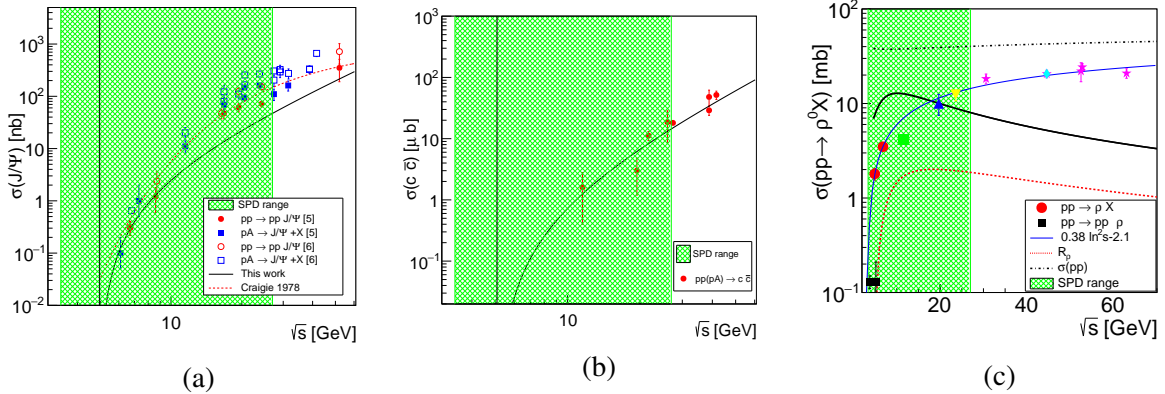 (a)
σ(J/Ψ) [nb]
10³
10²
10
1
10⁻¹
10⁻²
SPD range
pp → pp J/Ψ [5]
pA → J/Ψ +X [5]
pp → pp J/Ψ [6]
pA → J/Ψ +X [6]
This work
Craigie 1978
10
√s [GeV]
(a)
(b)
σ(c c̄) [μ b]
10³
10²
10
1
10⁻¹
10⁻²
SPD range
pp(pA) → c c̄
10
√s [GeV]
(b)
(c)
σ(pp→ ρ⁰X) [mb]
10²
10
1
10⁻¹
pp → ρ X
pp → pp ρ
0.38 ln²s-2.1
R_ρ
σ(pp)
SPD range
20 40 60
√s [GeV]
(c)